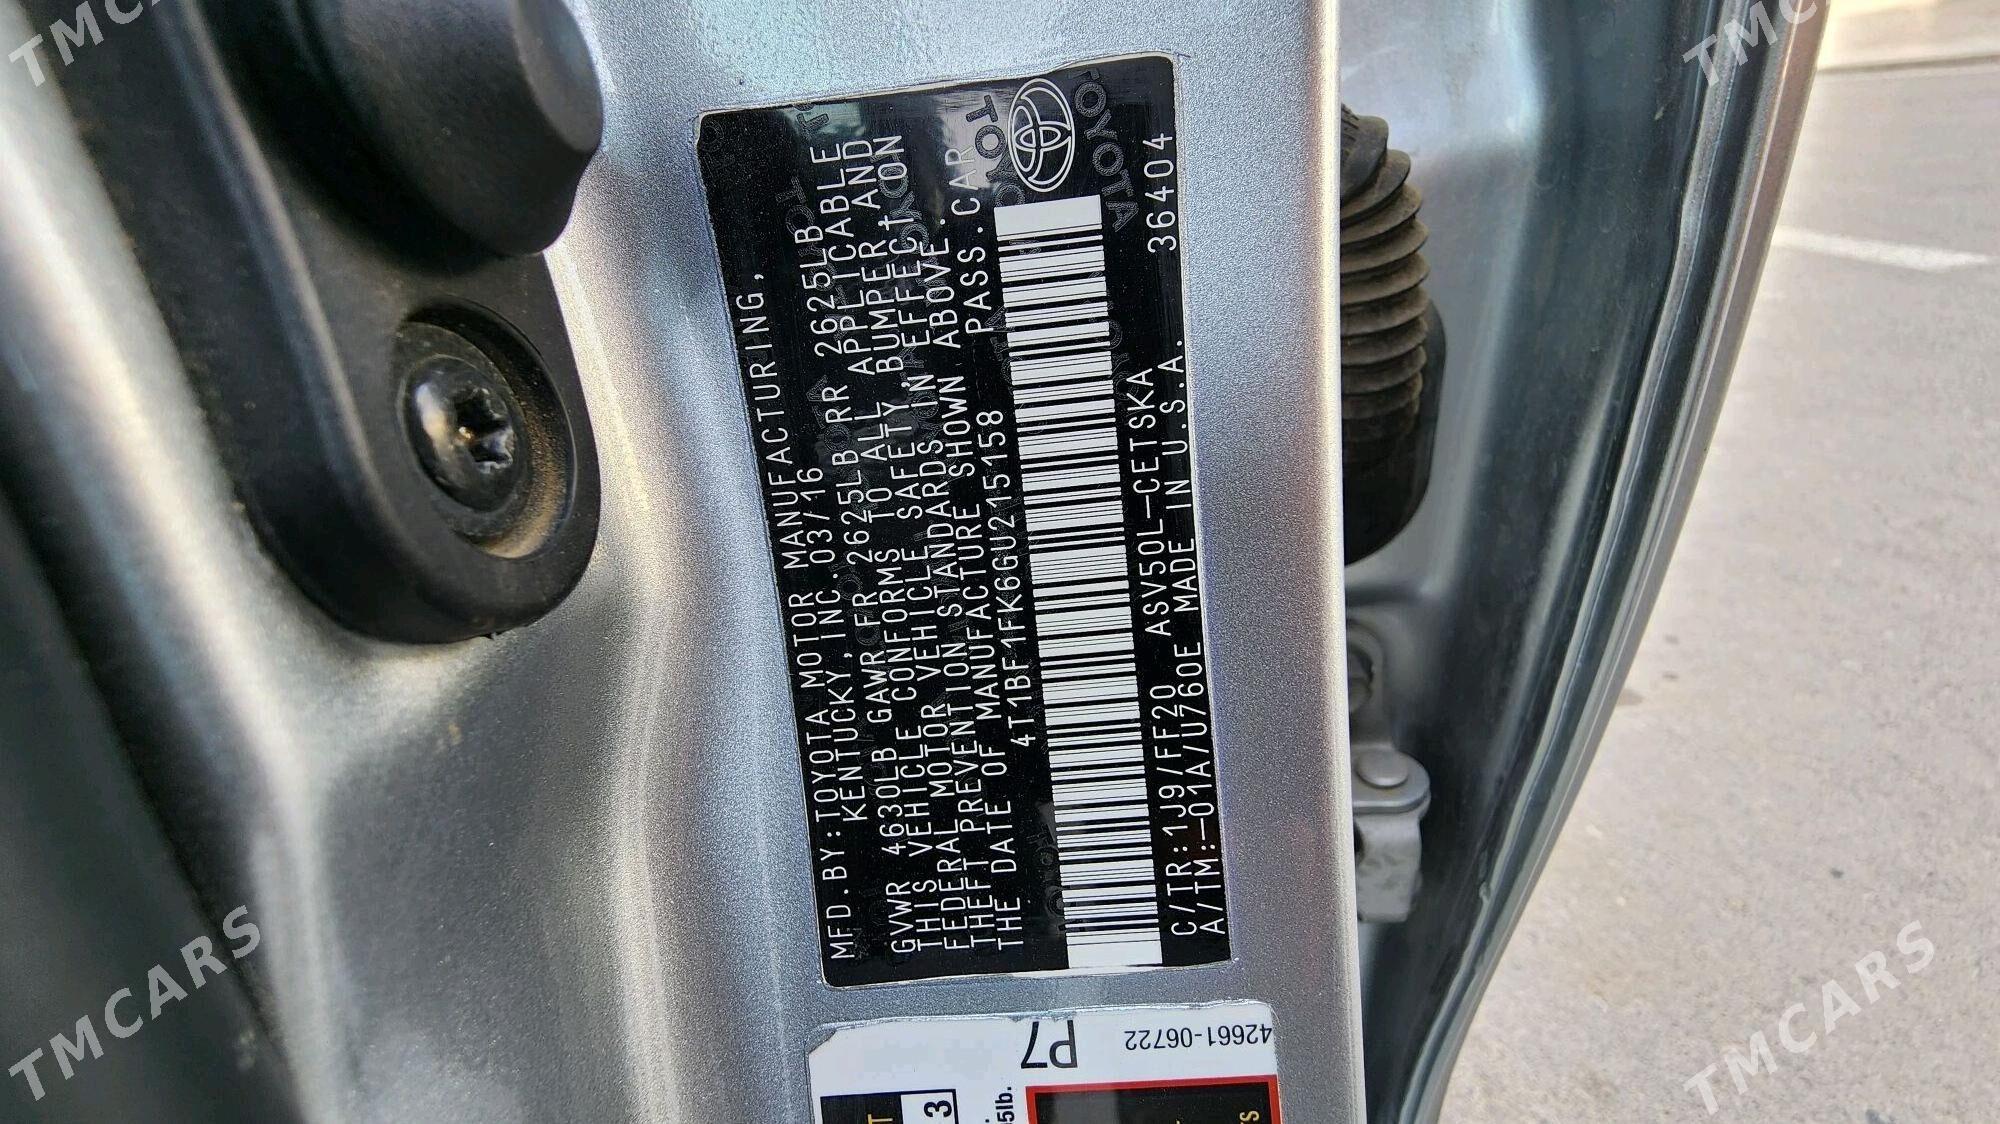 MFD.BY:TOYOTA MOTOR MANUFACTURING,
KENTUCKY,INC.03/16
GVWR 4630LB GAWR FR 2625LB RR 2625LB
THIS VEHICLE CONFORMS TO ALL APPLICABLE
FEDERAL MOTOR VEHICLE SAFETY,BUMPER,AND
THEFT PREVENTION STANDARDS IN EFFECT ON
THE DATE OF MANUFACTURE SHOWN ABOVE.
4T1BF1FK6GU215158 PASS.CAR
C/TR:1J9/FF20 ASV50L-CETSKA 36404
A/TM:-01A/U760E MADE IN U.S.A.
TOYOTA
P7
42661-06722
3
5lb.
TMCARS
TMCARS
TMCARS
TMCARS